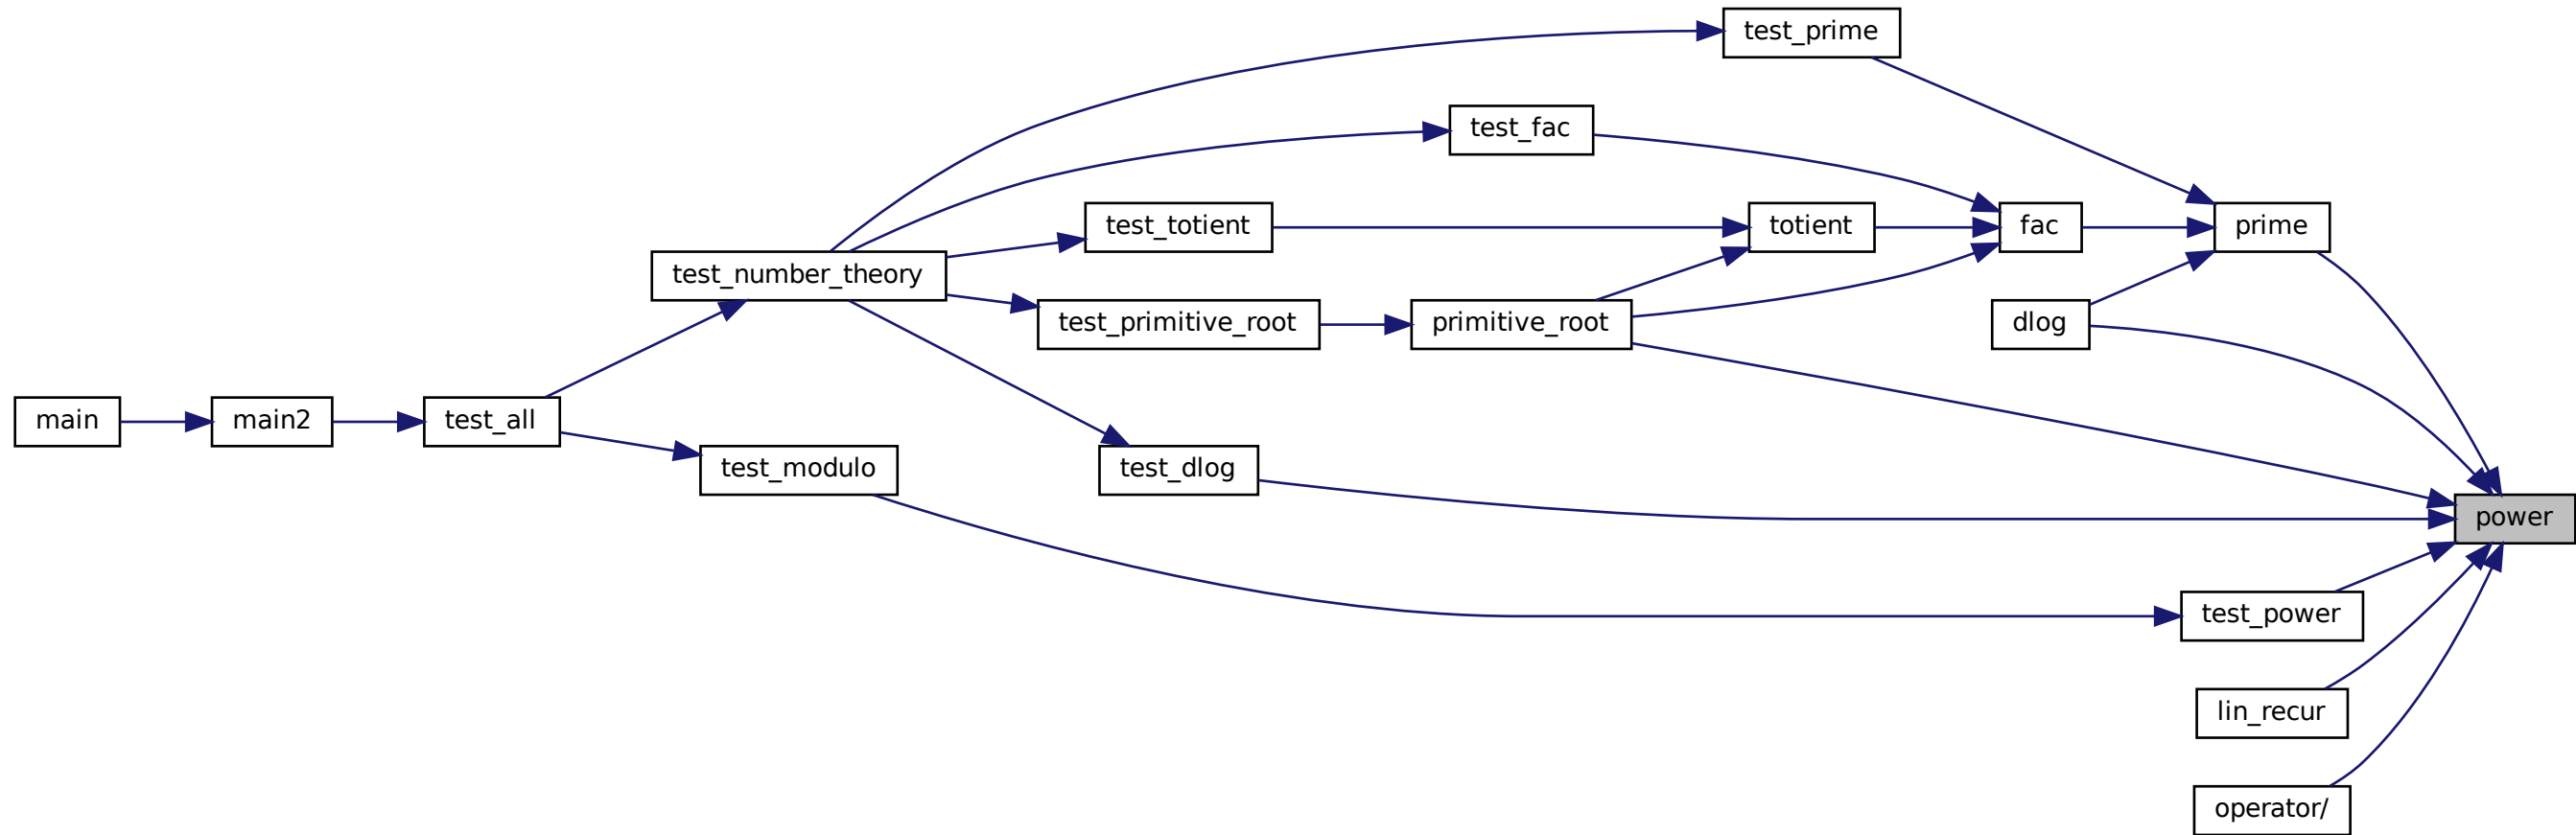 test_prime
test_fac
test_totient
totient
fac
prime
test_number_theory
test_primitive_root
primitive_root
dlog
main
main2
test_all
test_modulo
test_dlog
power
test_power
lin_recur
operator/